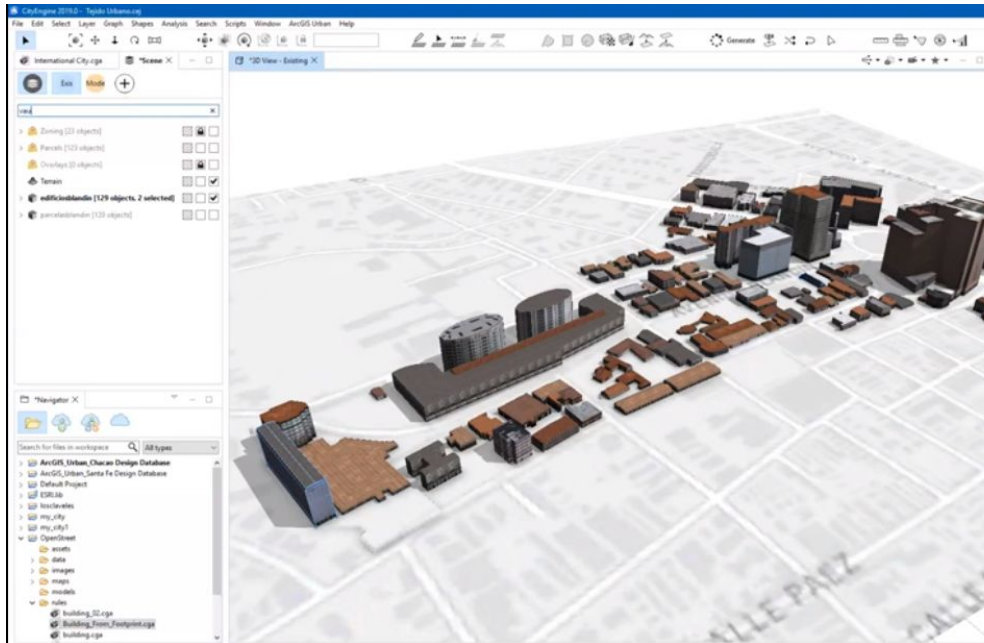 CityEngine 2019.0 - Tejido Urbano.cej
File Edit Select Layer Graph Shapes Analysis Search Scripts Window ArcGIS Urban Help
Generate
International City.cga *Scene
*3D View - Existing
Exis Mode
Zoning [23 objects]
Parcels [123 objects]
Overlays [0 objects]
Terrain
edificiosblandin [129 objects, 2 selected]
parcelasblandin [120 objects]
*Navigator
Search for files in workspace All types
ArcGIS_Urban_Chacao Design Database
ArcGIS_Urban_Santa Fe Design Database
Default Project
ESRI.lib
losclaveles
my_city
my_city1
OpenStreet
assets
data
images
maps
models
rules
building_02.cga
Building_From_Footprint.cga
building.cga
CALLE PAEZ
CALLE